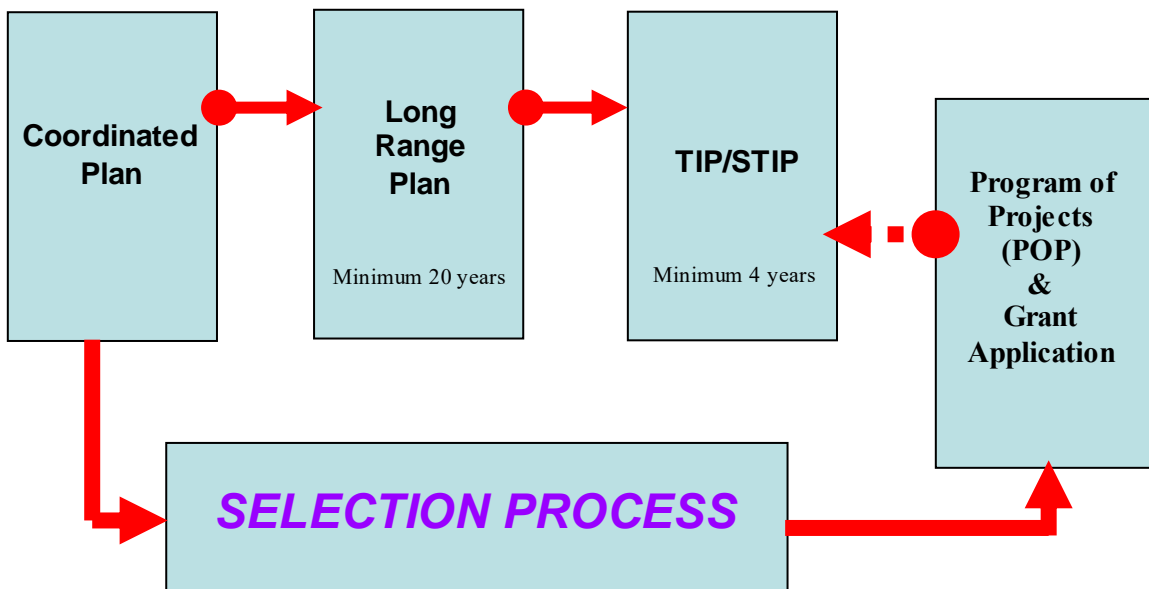 Coordinated
Plan
Long
Range
Plan
Minimum 20 years
TIP/STIP
Minimum 4 years
Program of
Projects
(POP)
&
Grant
Application
SELECTION PROCESS